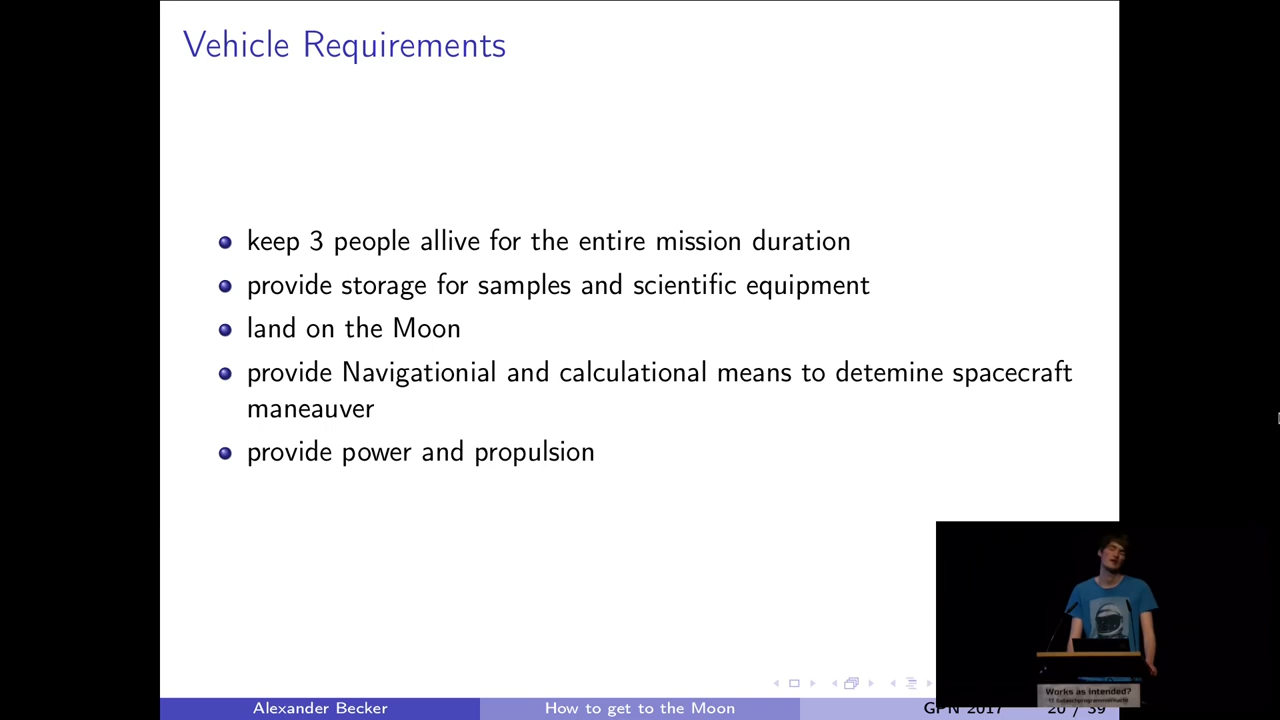 Vehicle Requirements
keep 3 people allive for the entire mission duration
provide storage for samples and scientific equipment
land on the Moon
provide Navigationial and calculational means to detemine spacecraft
maneauver
provide power and propulsion
Works as intended?
Alexander Becker How to get to the Moon GPN 2017 20 / 39